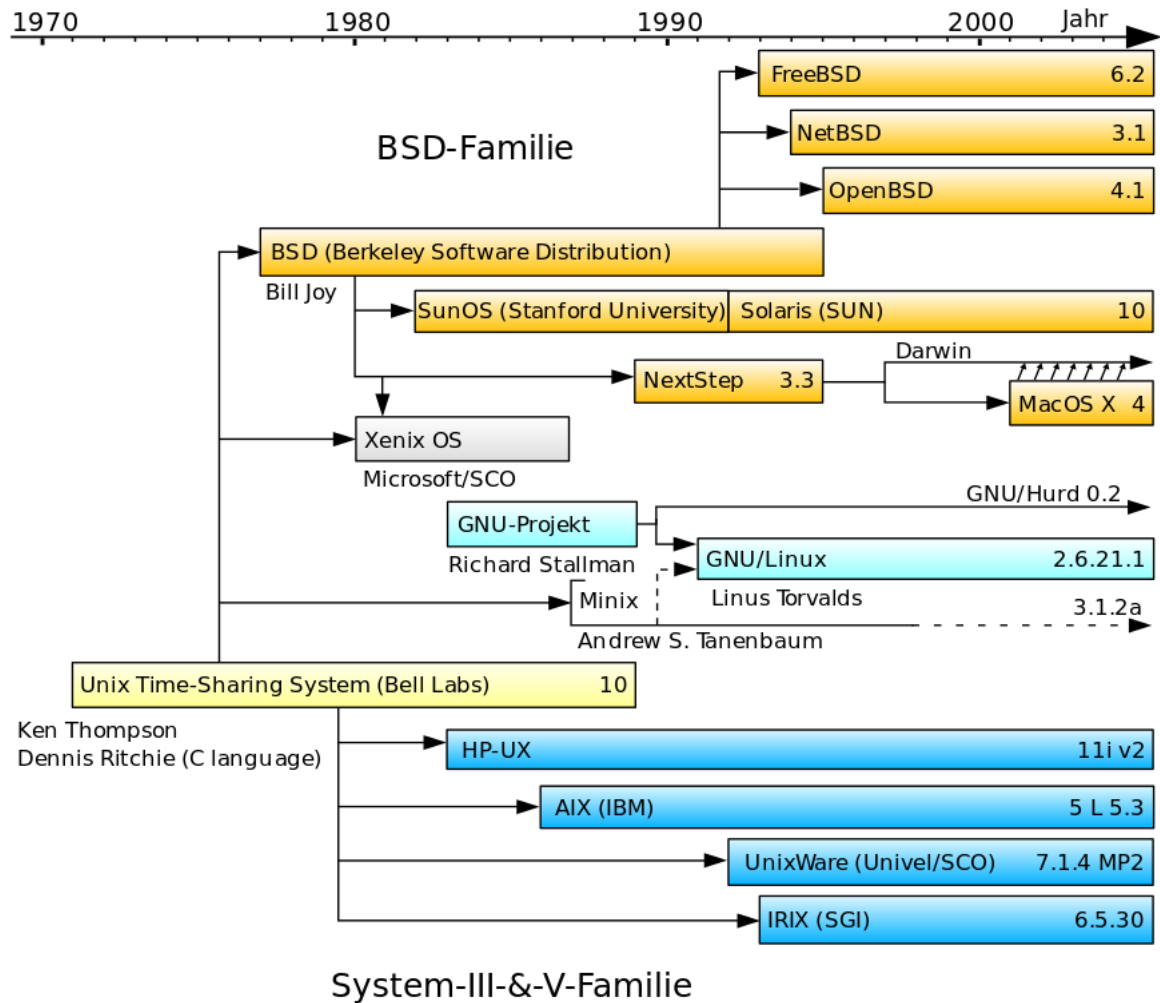 1970 1980 1990 2000 Jahr
FreeBSD 6.2
NetBSD 3.1
BSD-Familie
OpenBSD 4.1
BSD (Berkeley Software Distribution)
Bill Joy
SunOS (Stanford University) Solaris (SUN) 10
Darwin
NextStep 3.3
MacOS X 4
Xenix OS
Microsoft/SCO
GNU/Hurd 0.2
GNU-Projekt
Richard Stallman
GNU/Linux 2.6.21.1
Linus Torvalds
Minix
3.1.2a
Andrew S. Tanenbaum
Unix Time-Sharing System (Bell Labs) 10
Ken Thompson
Dennis Ritchie (C language)
HP-UX 11i v2
AIX (IBM) 5 L 5.3
UnixWare (Univel/SCO) 7.1.4 MP2
IRIX (SGI) 6.5.30
System-III-&-V-Familie